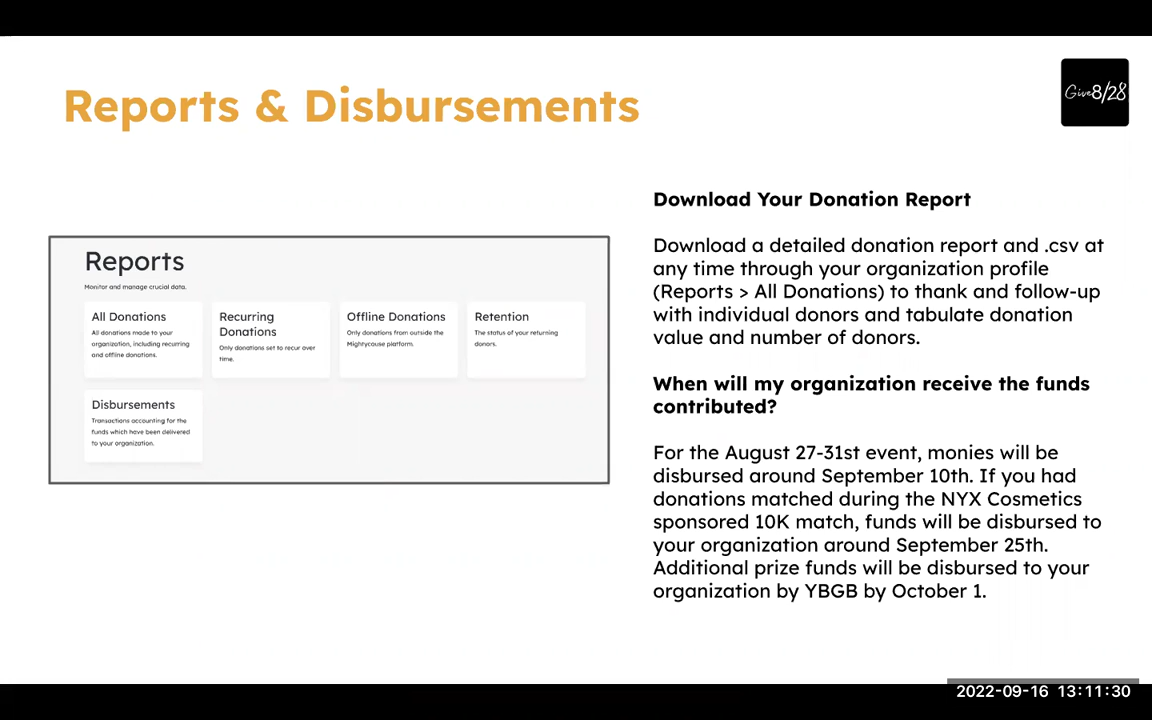 Reports & Disbursements
Give8/28
Reports
Monitor and manage crucial data.
All Donations
All donations made to your
organization, including recurring
and offline donations.
Recurring
Donations
Only donations set to recur over
time.
Offline Donations
Only donations from outside the
Mightycause platform.
Retention
The status of your returning
donors.
Disbursements
Transactions accounting for the
funds which have been delivered
to your organization.
Download Your Donation Report
Download a detailed donation report and .csv at
any time through your organization profile
(Reports > All Donations) to thank and follow-up
with individual donors and tabulate donation
value and number of donors.
When will my organization receive the funds
contributed?
For the August 27-31st event, monies will be
disbursed around September 10th. If you had
donations matched during the NYX Cosmetics
sponsored 10K match, funds will be disbursed to
your organization around September 25th.
Additional prize funds will be disbursed to your
organization by YBGB by October 1.
2022-09-16 13:11:30